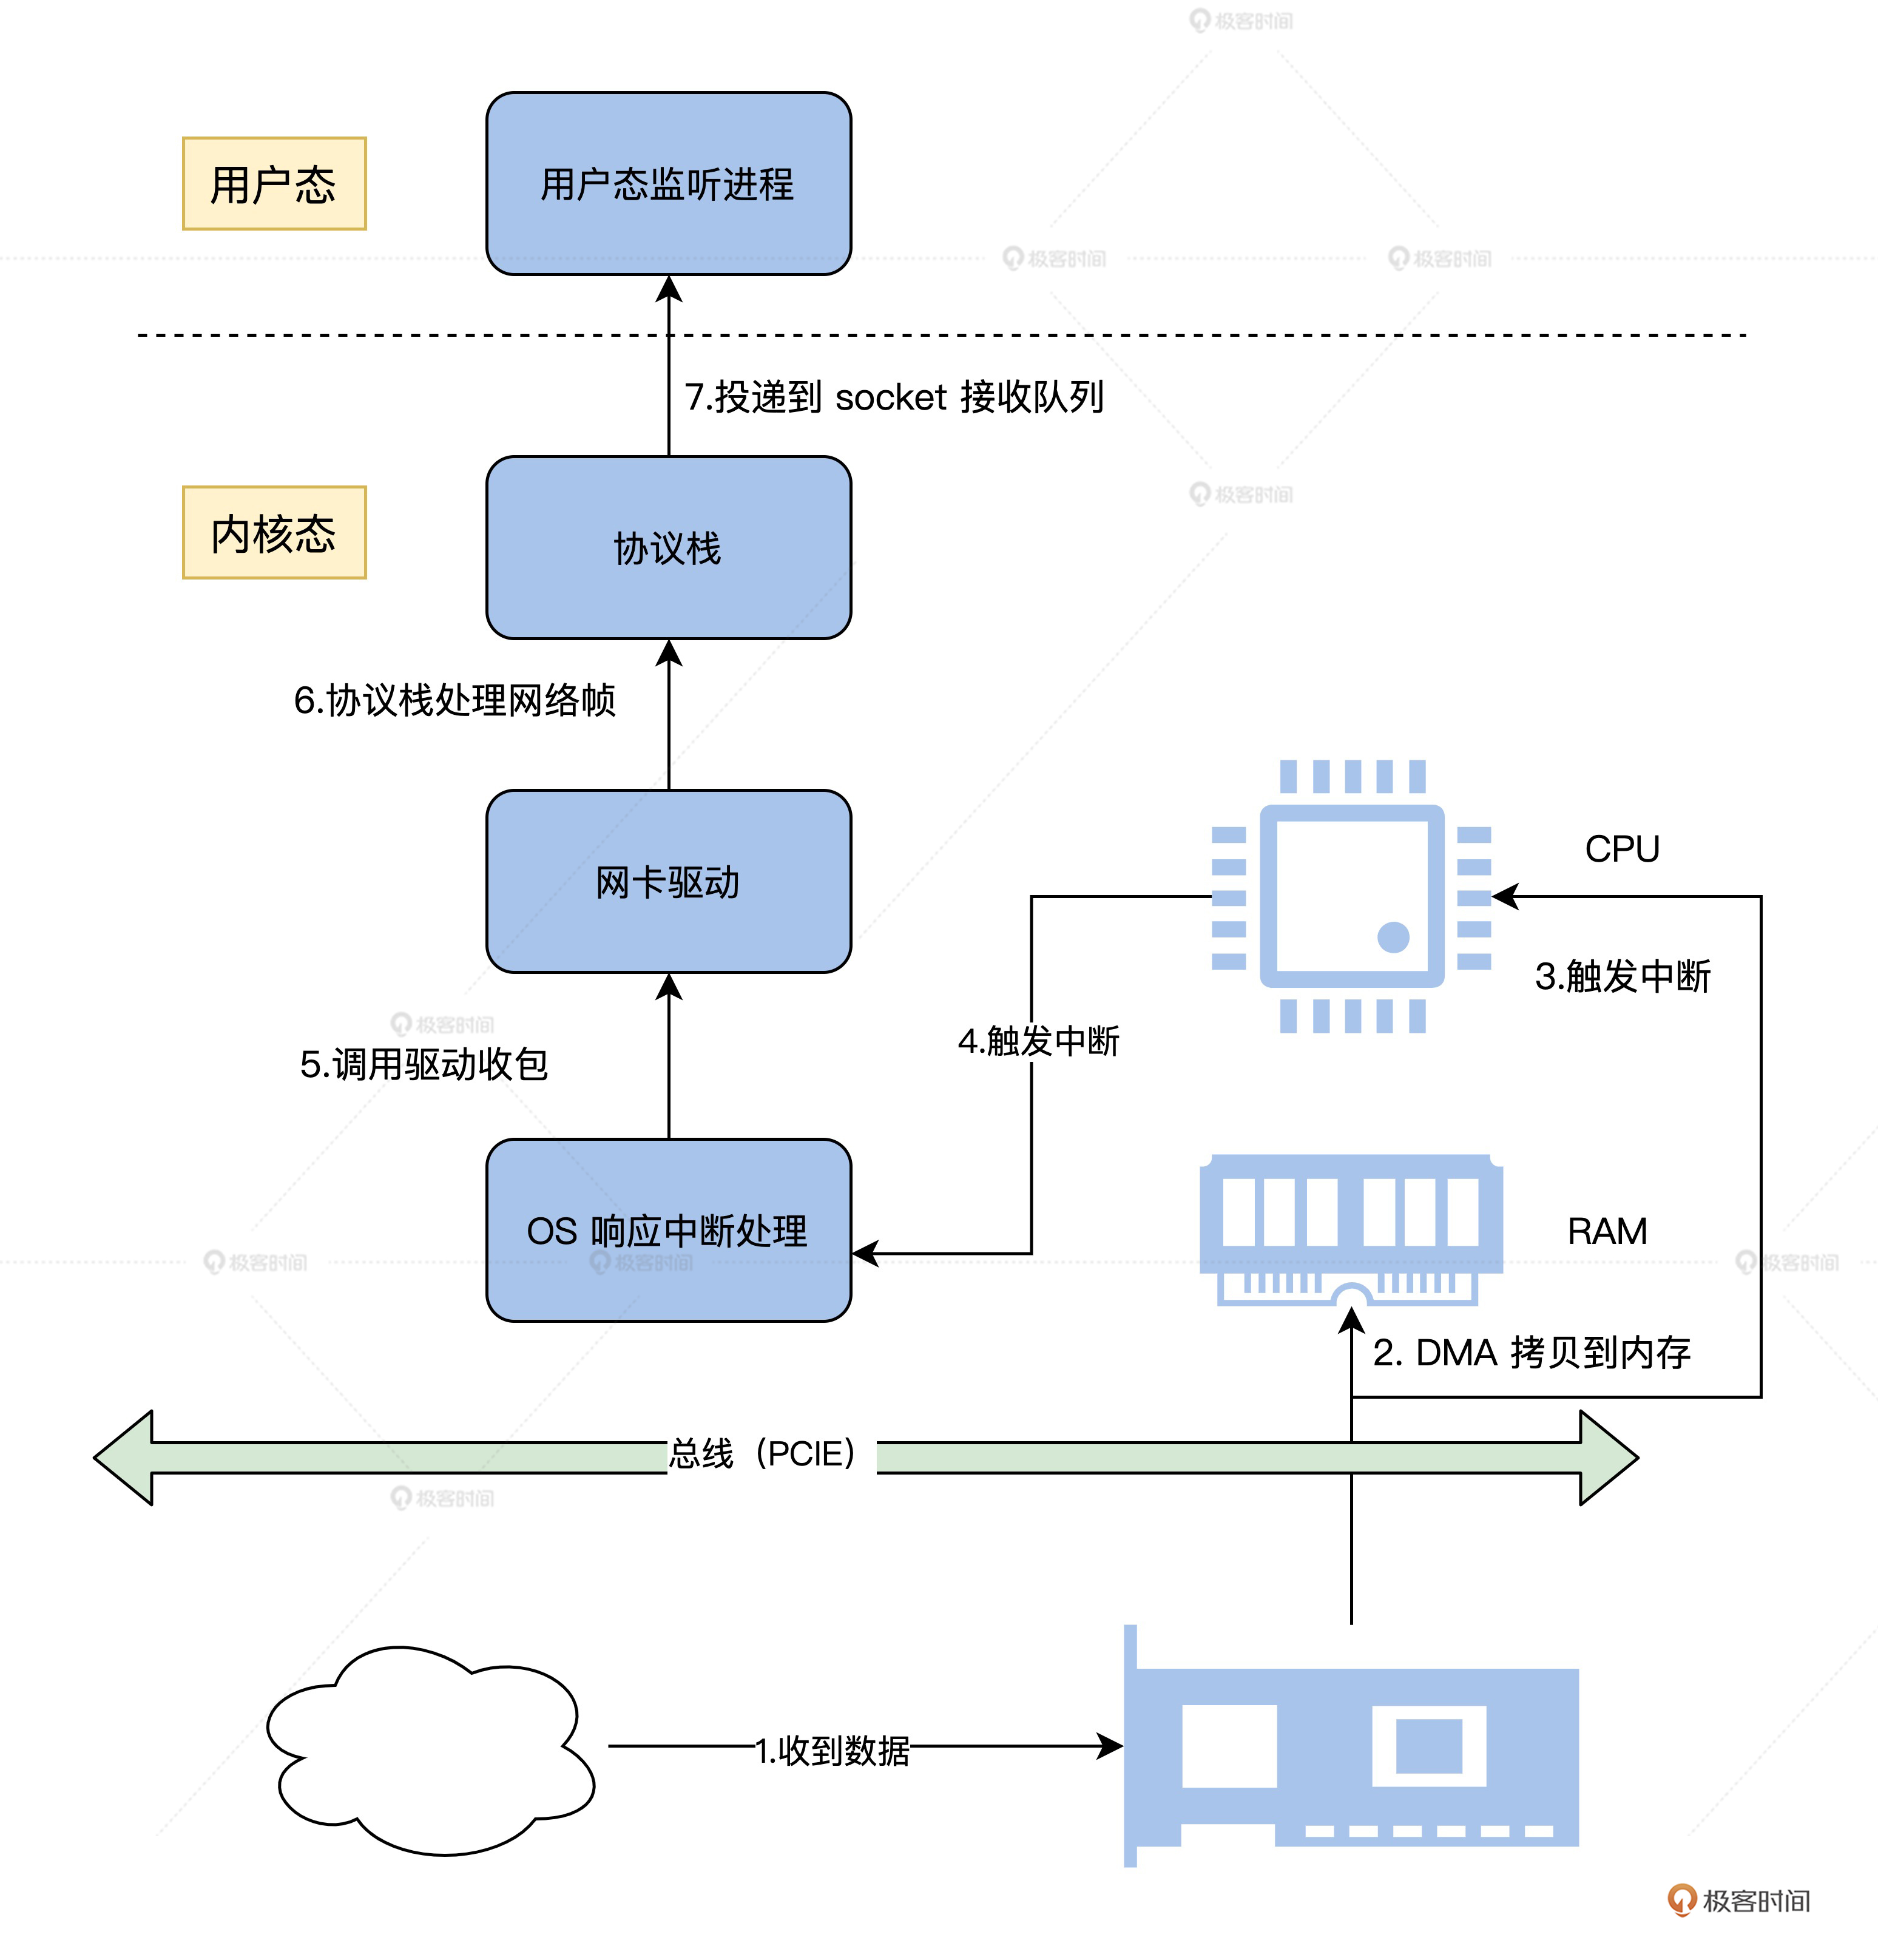 极客时间
用户态
用户态监听进程
极客时间
极客时间
7.投递到 socket 接收队列
极客时间
内核态
协议栈
6.协议栈处理网络帧
CPU
网卡驱动
3.触发中断
极客时间
4.触发中断
5.调用驱动收包
OS 响应中断处理
RAM
极客时间
极客时间
极客时间
2. DMA 拷贝到内存
总线（PCIE）
极客时间
1.收到数据
极客时间